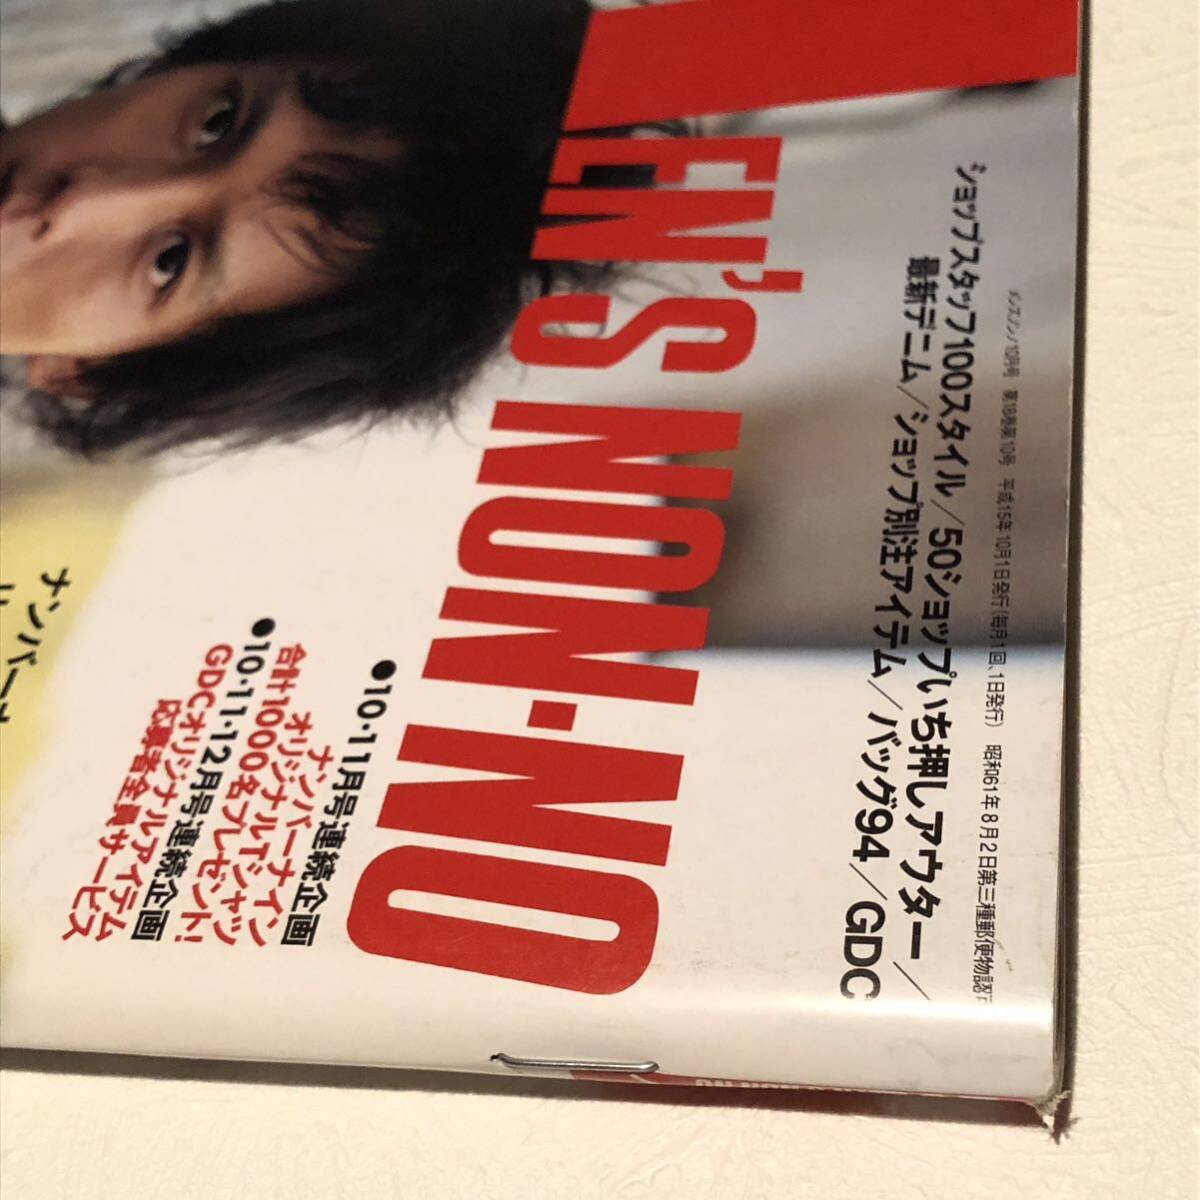 メンズノンノ10月号 第18巻第10号 平成15年10月1日発行(毎月1回、1日発行) 昭和61年8月2日第三種郵便物認可
ショップスタッフ100スタイル/50ショップいち押しアウター/
最新デニム/ショップ別注アイテム/バッグ94/GDC
EN'S NON-NO
●10・11月号連続企画
ナンバーナイン
オリジナルTシャツ
合計1000名プレゼント!
●10・11・12月号連続企画
GDCオリジナルアイテム
応募者全員サービス
ナンバーナ